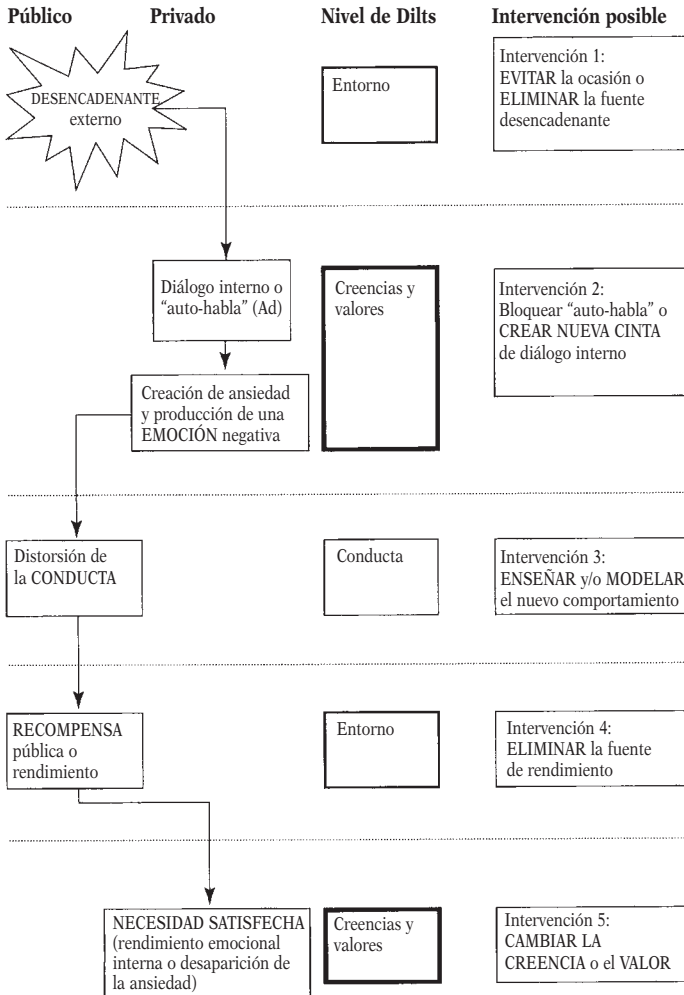 Público Privado Nivel de Dilts Intervención posible
DESENCADENANTE
externo
Entorno
Intervención 1:
EVITAR la ocasión o
ELIMINAR la fuente
desencadenante
Diálogo interno o
“auto-habla” (Ad)
Creación de ansiedad
y producción de una
EMOCIÓN negativa
Creencias y
valores
Intervención 2:
Bloquear “auto-habla” o
CREAR NUEVA CINTA
de diálogo interno
Distorsión de
la CONDUCTA
Conducta
Intervención 3:
ENSEÑAR y/o MODELAR
el nuevo comportamiento
RECOMPENSA
pública o
rendimiento
Entorno
Intervención 4:
ELIMINAR la fuente
de rendimiento
NECESIDAD SATISFECHA
(rendimiento emocional
interna o desaparición de
la ansiedad)
Creencias y
valores
Intervención 5:
CAMBIAR LA
CREENCIA o el VALOR